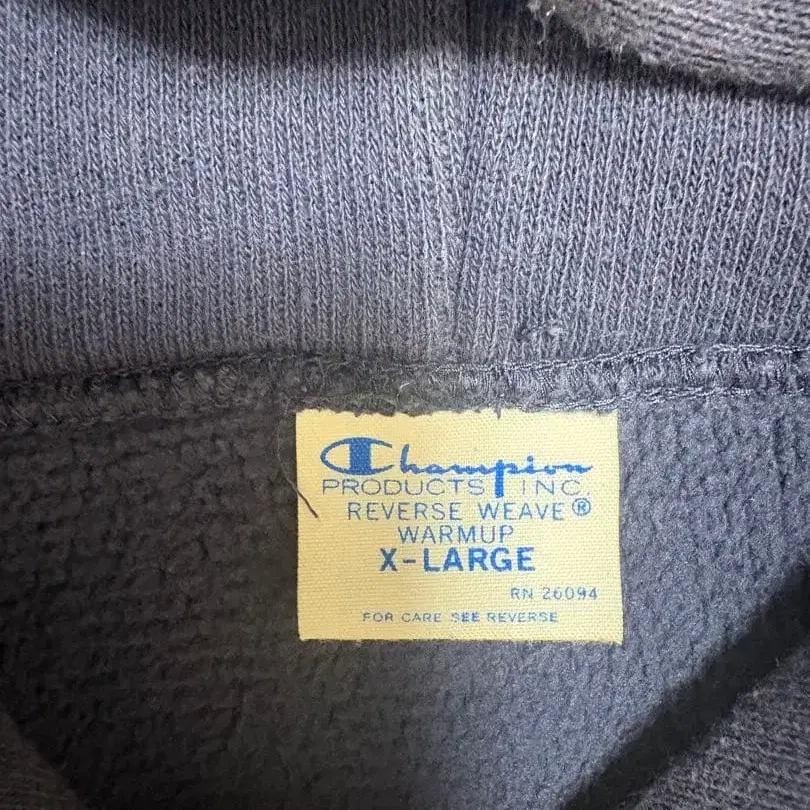 Champion
PRODUCTS INC.
REVERSE WEAVE®
WARMUP
X-LARGE
RN 26094
FOR CARE SEE REVERSE